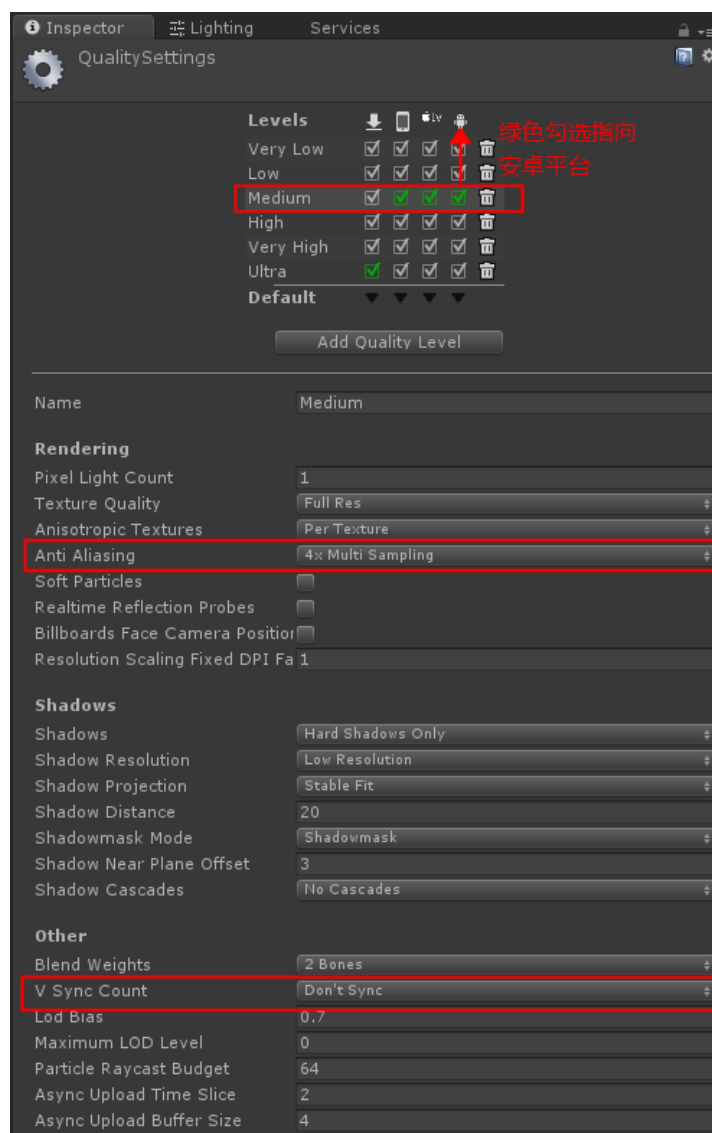 Inspector Lighting Services
QualitySettings
Levels tv
绿色勾选指向
安卓平台
Very Low
Low
Medium
High
Very High
Ultra
Default
Add Quality Level
Name Medium
Rendering
Pixel Light Count 1
Texture Quality Full Res
Anisotropic Textures Per Texture
Anti Aliasing 4x Multi Sampling
Soft Particles
Realtime Reflection Probes
Billboards Face Camera Position
Resolution Scaling Fixed DPI Fa 1
Shadows
Shadows Hard Shadows Only
Shadow Resolution Low Resolution
Shadow Projection Stable Fit
Shadow Distance 20
Shadowmask Mode Shadowmask
Shadow Near Plane Offset 3
Shadow Cascades No Cascades
Other
Blend Weights 2 Bones
V Sync Count Don't Sync
Lod Bias 0.7
Maximum LOD Level 0
Particle Raycast Budget 64
Async Upload Time Slice 2
Async Upload Buffer Size 4